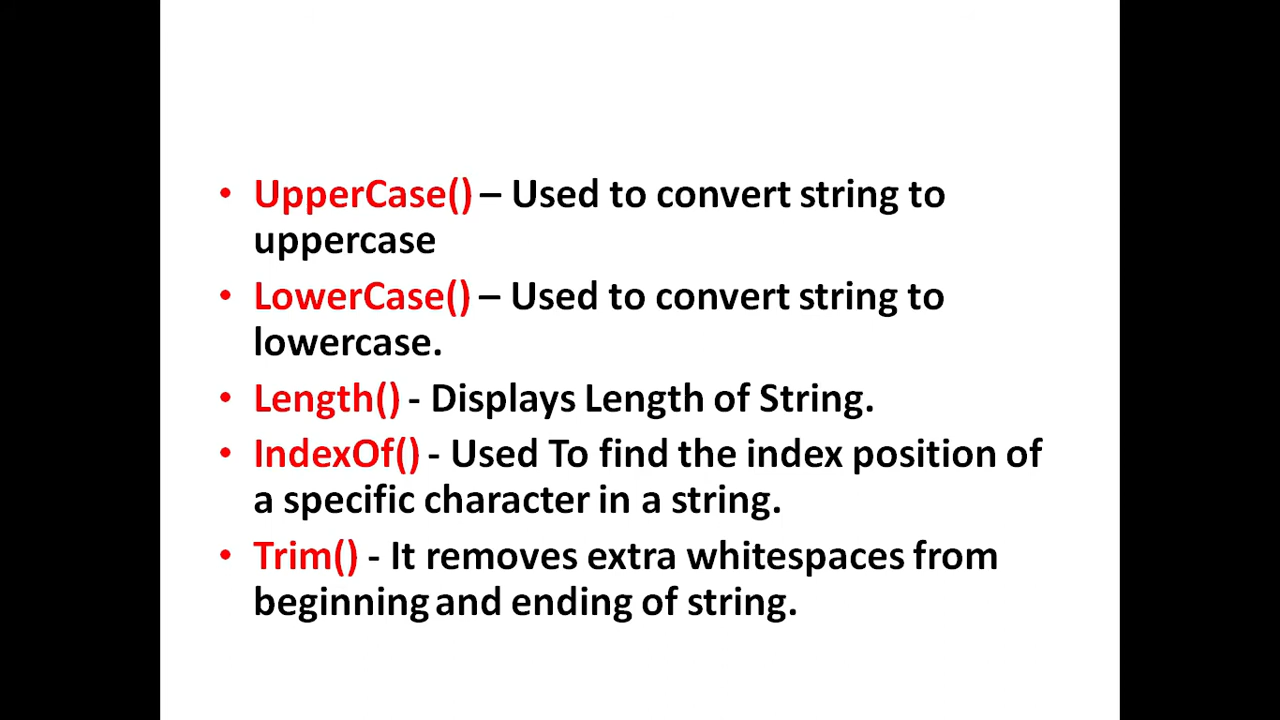 • UpperCase() – Used to convert string to
uppercase
• LowerCase() – Used to convert string to
lowercase.
• Length() - Displays Length of String.
• IndexOf() - Used To find the index position of
a specific character in a string.
• Trim() - It removes extra whitespaces from
beginning and ending of string.